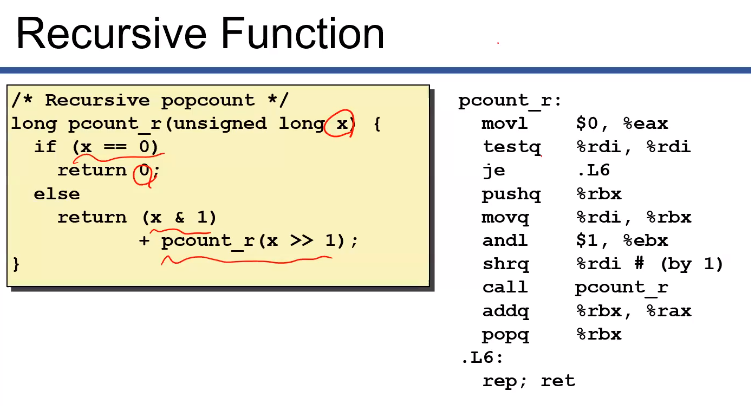 Recursive Function
/* Recursive popcount */
long pcount_r(unsigned long x) {
  if (x == 0)
    return 0;
  else
    return (x & 1)
           + pcount_r(x >> 1);
}
pcount_r:
  movl    $0, %eax
  testq   %rdi, %rdi
  je      .L6
  pushq   %rbx
  movq    %rdi, %rbx
  andl    $1, %ebx
  shrq    %rdi # (by 1)
  call    pcount_r
  addq    %rbx, %rax
  popq    %rbx
.L6:
  rep; ret